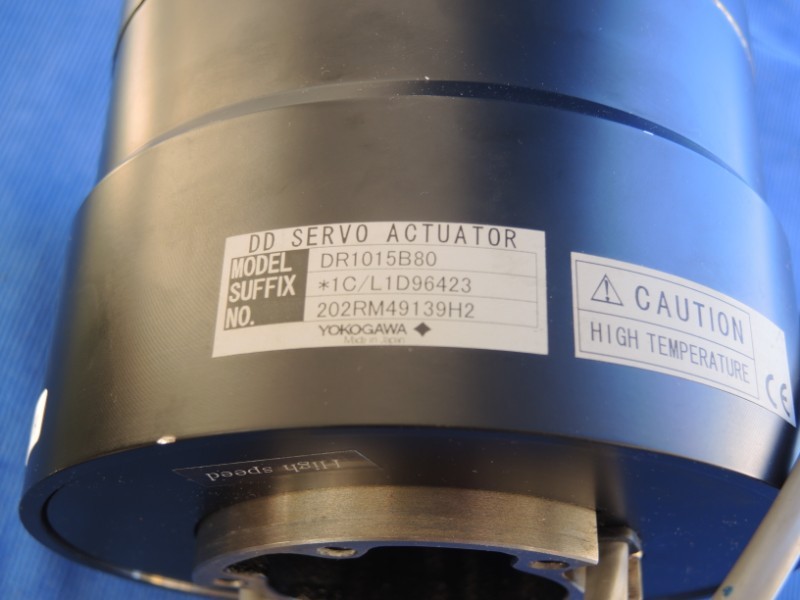 DD SERVO ACTUATOR
MODEL DR1015B80
SUFFIX *1C/L1D96423
NO. 202RM49139H2
YOKOGAWA
Made in Japan
CAUTION
HIGH TEMPERATURE
CE
High speed